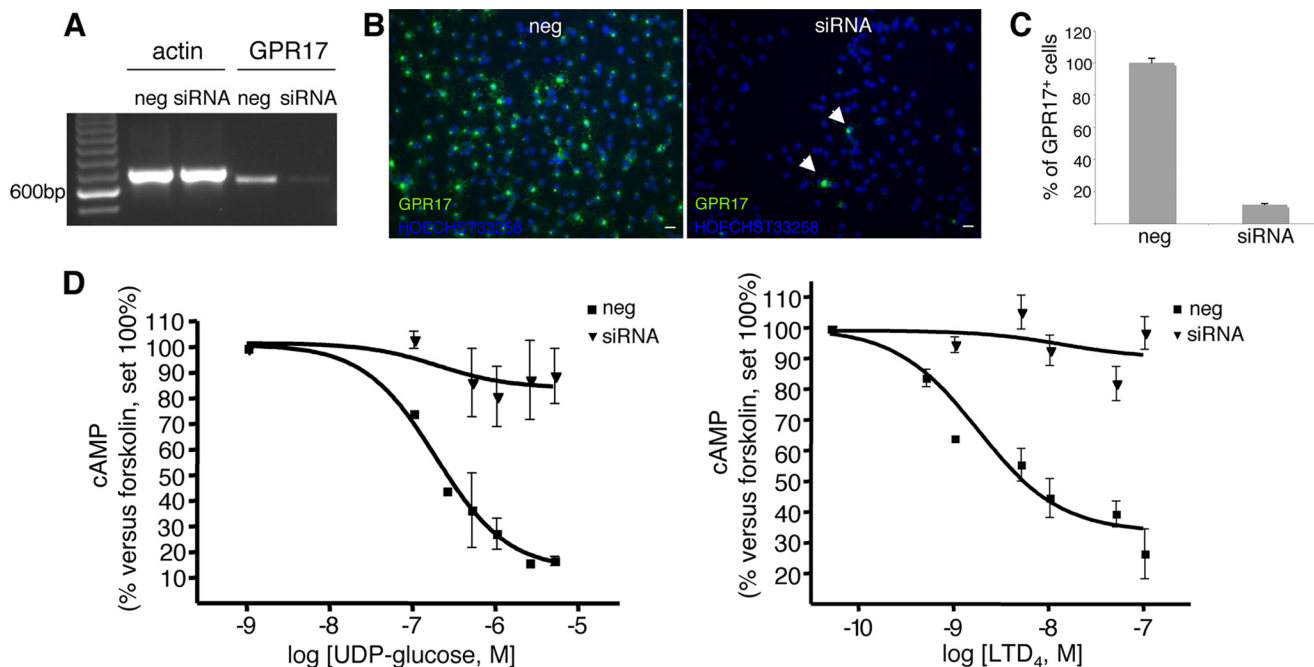 A
actin GPR17
neg siRNA neg siRNA
600bp
B
neg
GPR17
HOECHST33258
siRNA
GPR17
HOECHST33258
C
% of GPR17+ cells
120
100
80
60
40
20
neg siRNA
D
cAMP
(% versus forskolin, set 100%)
110
100
90
80
70
60
50
40
30
20
10
neg
siRNA
-9 -8 -7 -6 -5
log [UDP-glucose, M]
cAMP
(% versus forskolin, set 100%)
110
100
90
80
70
60
50
40
30
20
neg
siRNA
-10 -9 -8 -7
log [LTD4, M]